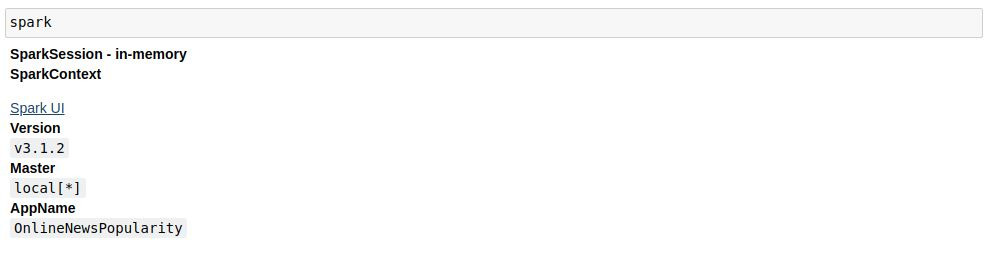 spark
SparkSession - in-memory
SparkContext
Spark UI
Version
v3.1.2
Master
local[*]
AppName
OnlineNewsPopularity